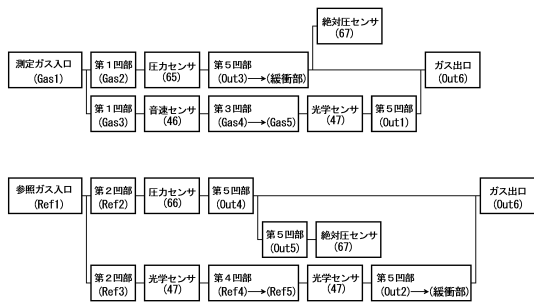 絶対圧センサ
(67)
測定ガス入口
(Gas1)
第1凹部
(Gas2)
圧力センサ
(65)
第5凹部
(Out3)→(緩衝部)
ガス出口
(Out6)
第1凹部
(Gas3)
音速センサ
(46)
第3凹部
(Gas4)→(Gas5)
光学センサ
(47)
第5凹部
(Out1)
参照ガス入口
(Ref1)
第2凹部
(Ref2)
圧力センサ
(66)
第5凹部
(Out4)
ガス出口
(Out6)
第5凹部
(Out5)
絶対圧センサ
(67)
第2凹部
(Ref3)
光学センサ
(47)
第4凹部
(Ref4)→(Ref5)
光学センサ
(47)
第5凹部
(Out2)→(緩衝部)